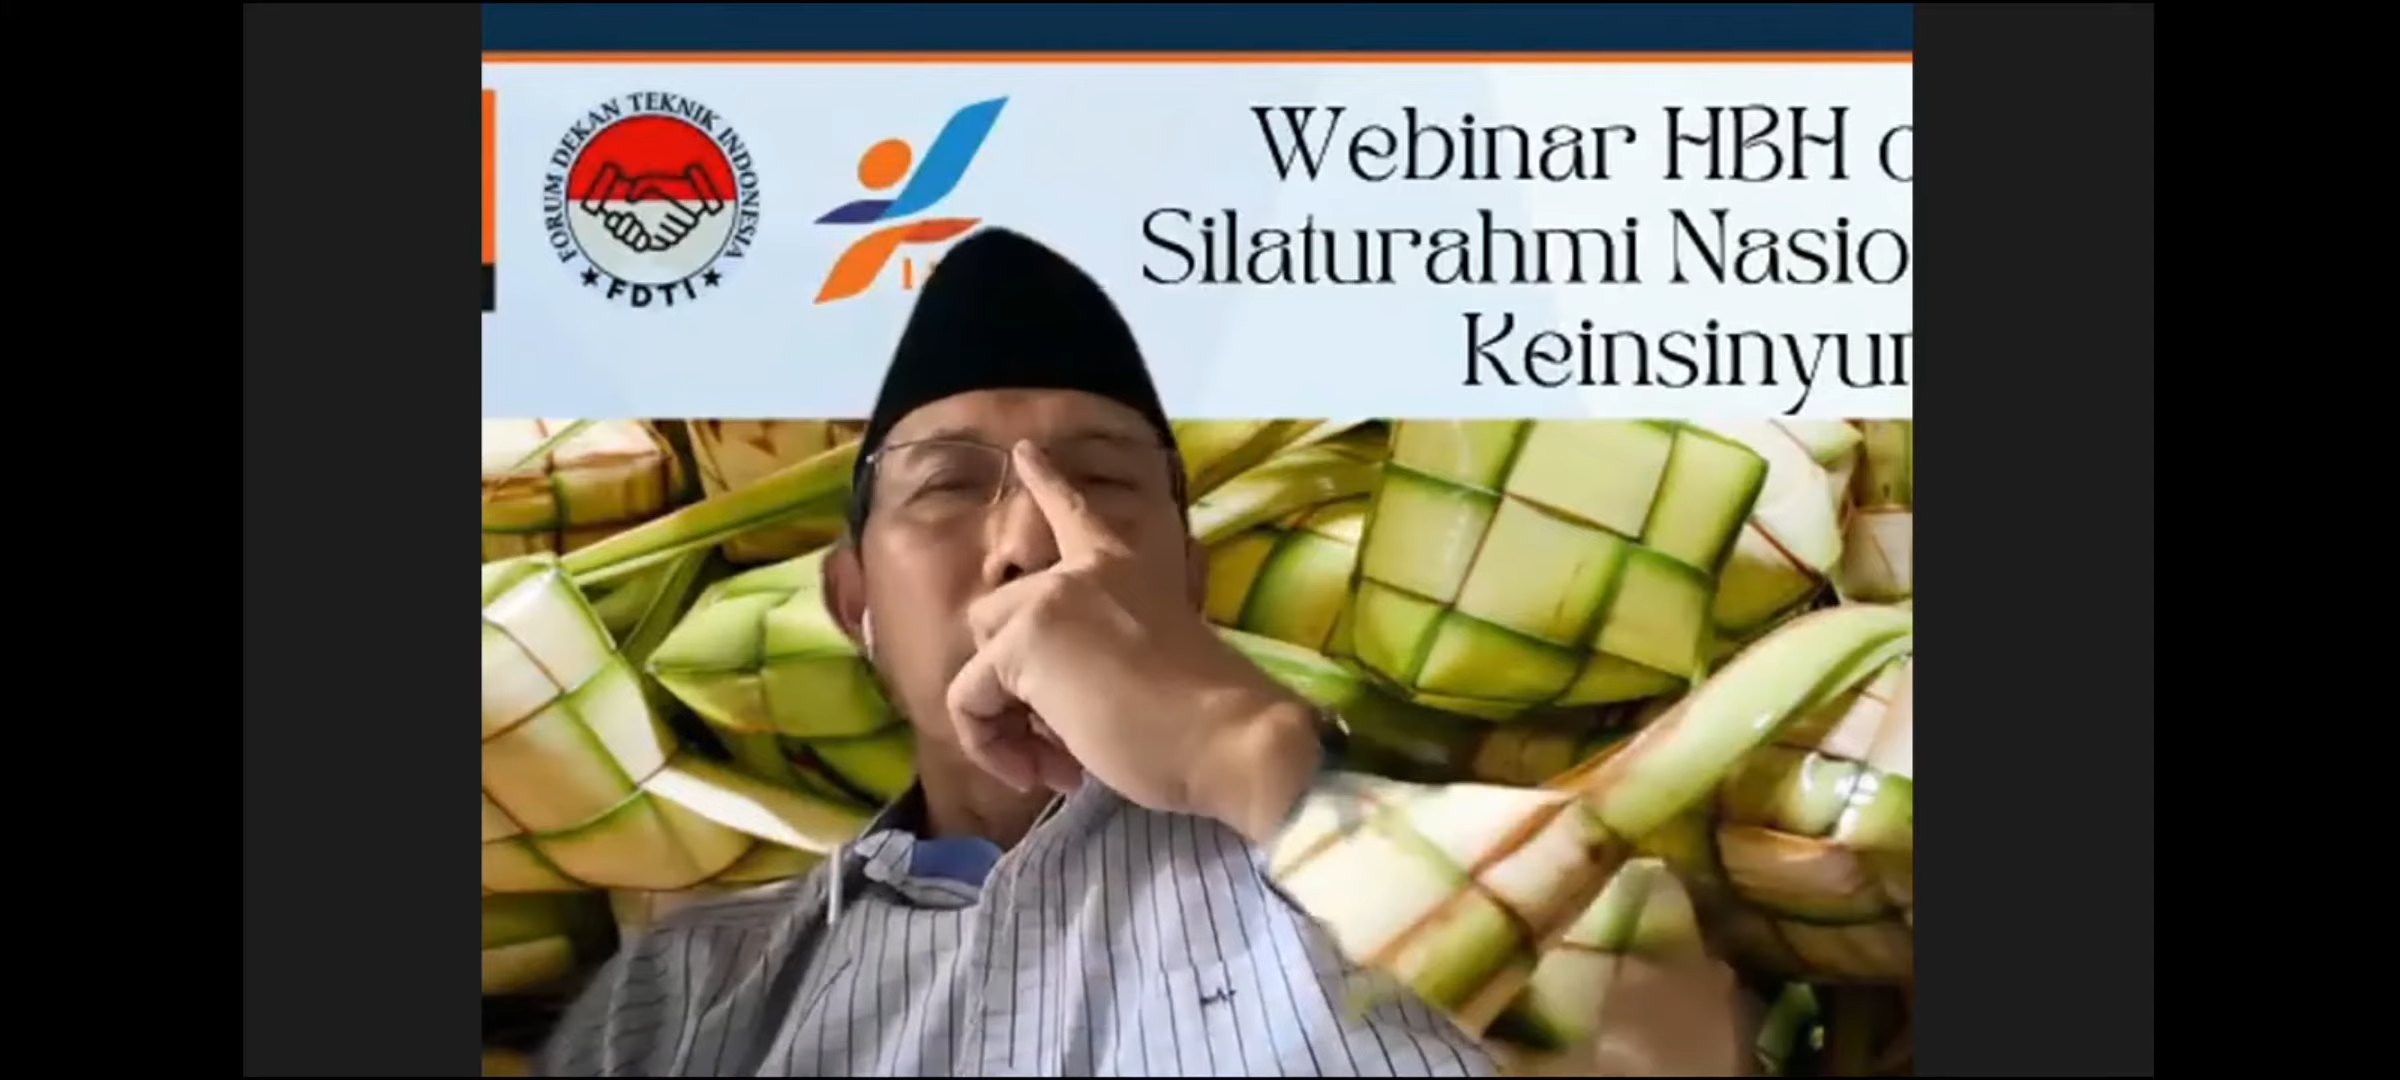 FORUM DEKAN TEKNIK INDONESIA
FDTI
Webinar HBH
Silaturahmi Nasio
Keinsinyur